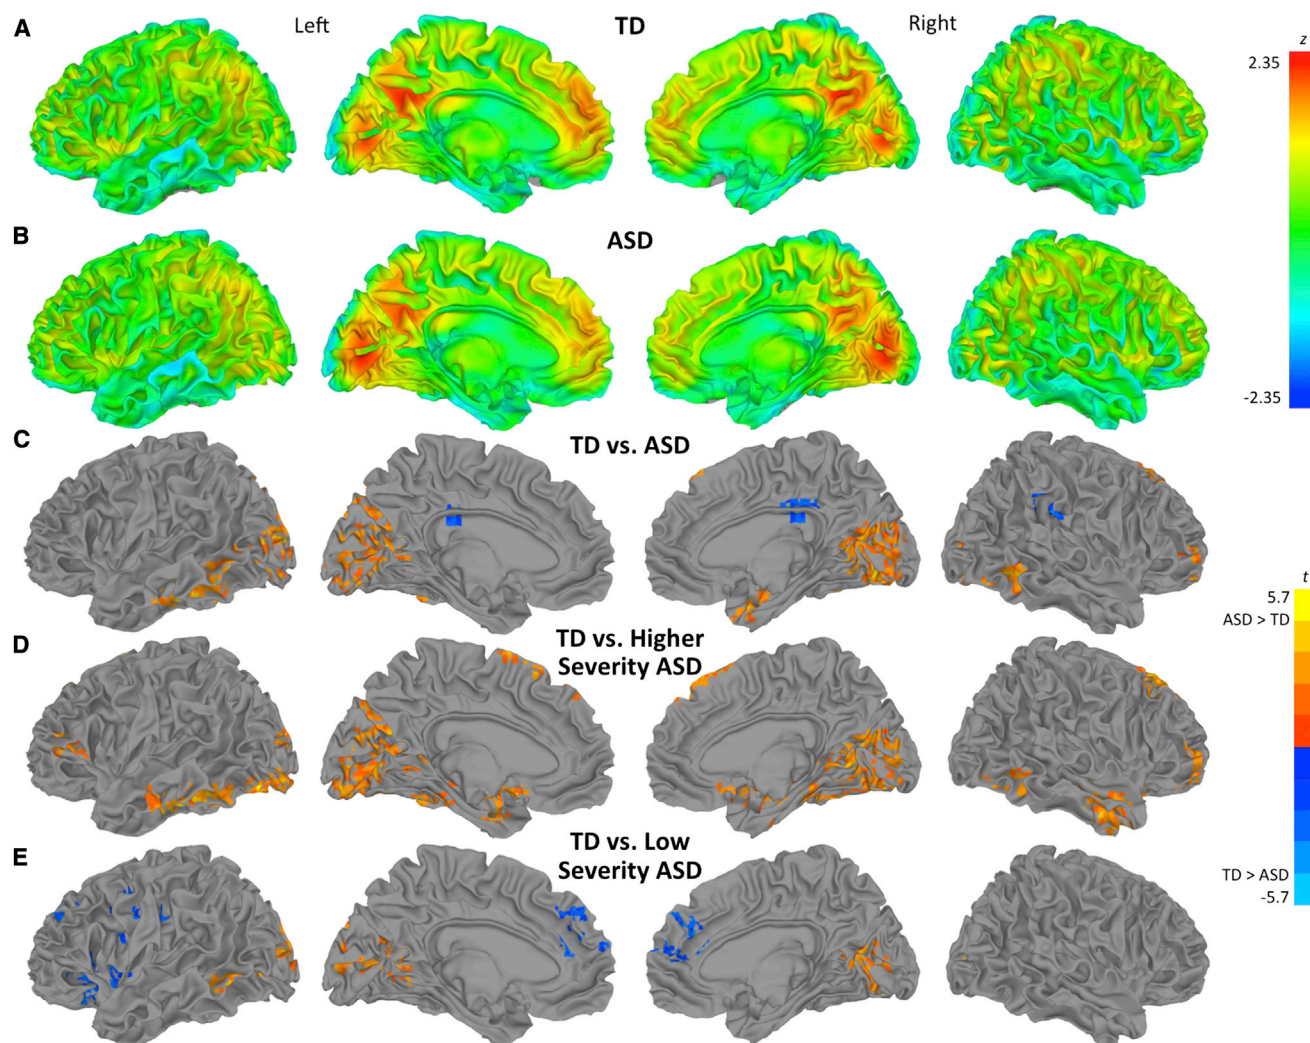 A
Left
TD
Right
z
2.35
B
ASD
-2.35
C
TD vs. ASD
t
5.7
ASD > TD
D
TD vs. Higher
Severity ASD
E
TD vs. Low
Severity ASD
TD > ASD
-5.7